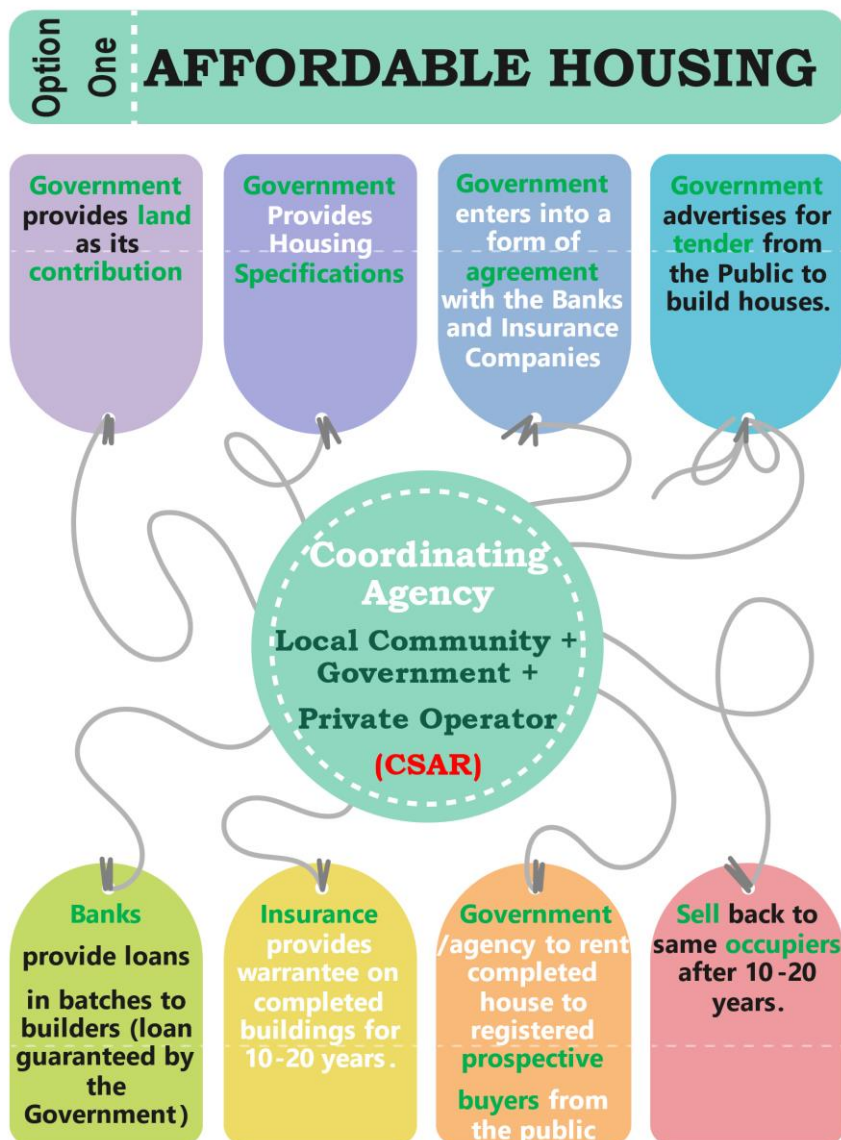 Option
One
AFFORDABLE HOUSING
Government
provides land
as its
contribution
Government
Provides
Housing
Specifications
Government
enters into a
form of
agreement
with the Banks
and Insurance
Companies
Government
advertises for
tender from
the Public to
build houses.
Coordinating
Agency
Local Community +
Government +
Private Operator
(CSAR)
Banks
provide loans
in batches to
builders (loan
guaranteed by
the
Government)
Insurance
provides
warrantee on
completed
buildings for
10-20 years.
Government
/agency to rent
completed
house to
registered
prospective
buyers from
the public
Sell back to
same occupiers
after 10-20
years.